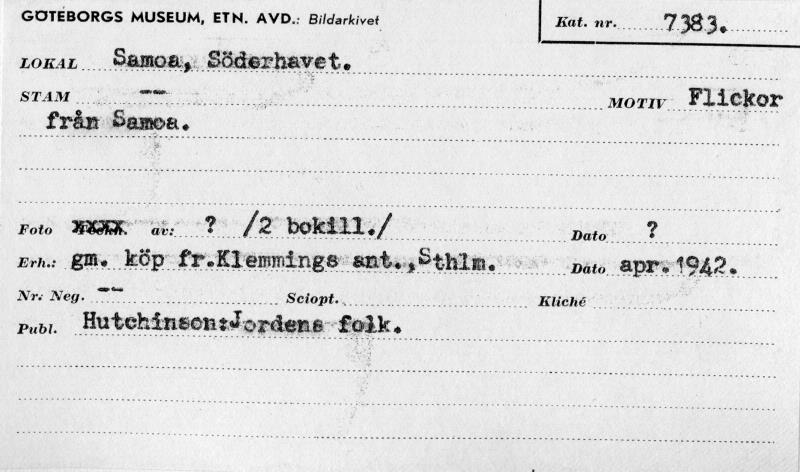 GÖTEBORGS MUSEUM, ETN. AVD.: Bildarkivet Kat. nr. 7383.
LOKAL Samoa, Söderhavet.
STAM -- MOTIV Flickor
från Samoa.
Foto av: ? /2 bokill./ Dato ?
Erh.: gm. köp fr.Klemmings ant.,Sthlm. Dato apr.1942.
Nr: Neg. -- Sciopt. Kliché
Publ. Hutchinson:Jordens folk.